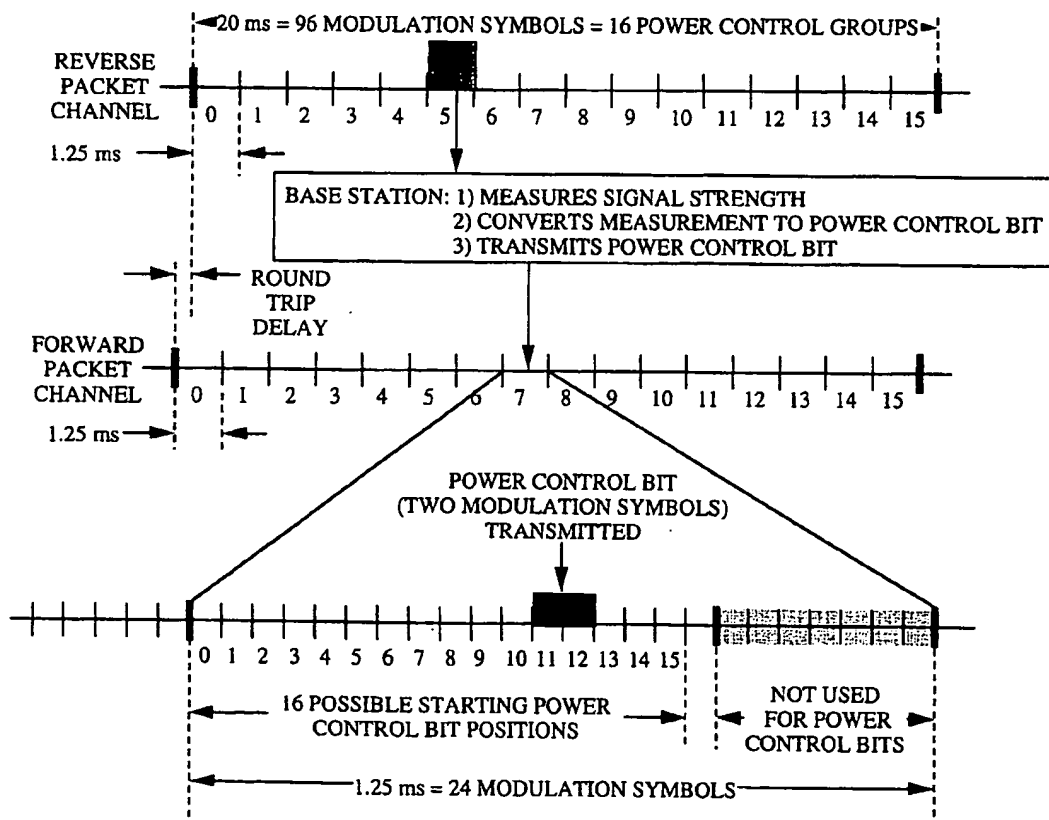 20 ms = 96 MODULATION SYMBOLS = 16 POWER CONTROL GROUPS
REVERSE
PACKET
CHANNEL
0 1 2 3 4 5 6 7 8 9 10 11 12 13 14 15
1.25 ms
BASE STATION: 1) MEASURES SIGNAL STRENGTH
2) CONVERTS MEASUREMENT TO POWER CONTROL BIT
3) TRANSMITS POWER CONTROL BIT
ROUND
TRIP
DELAY
FORWARD
PACKET
CHANNEL
0 1 2 3 4 5 6 7 8 9 10 11 12 13 14 15
1.25 ms
POWER CONTROL BIT
(TWO MODULATION SYMBOLS)
TRANSMITTED
0 1 2 3 4 5 6 7 8 9 10 11 12 13 14 15
16 POSSIBLE STARTING POWER
CONTROL BIT POSITIONS
NOT USED
FOR POWER
CONTROL BITS
1.25 ms = 24 MODULATION SYMBOLS